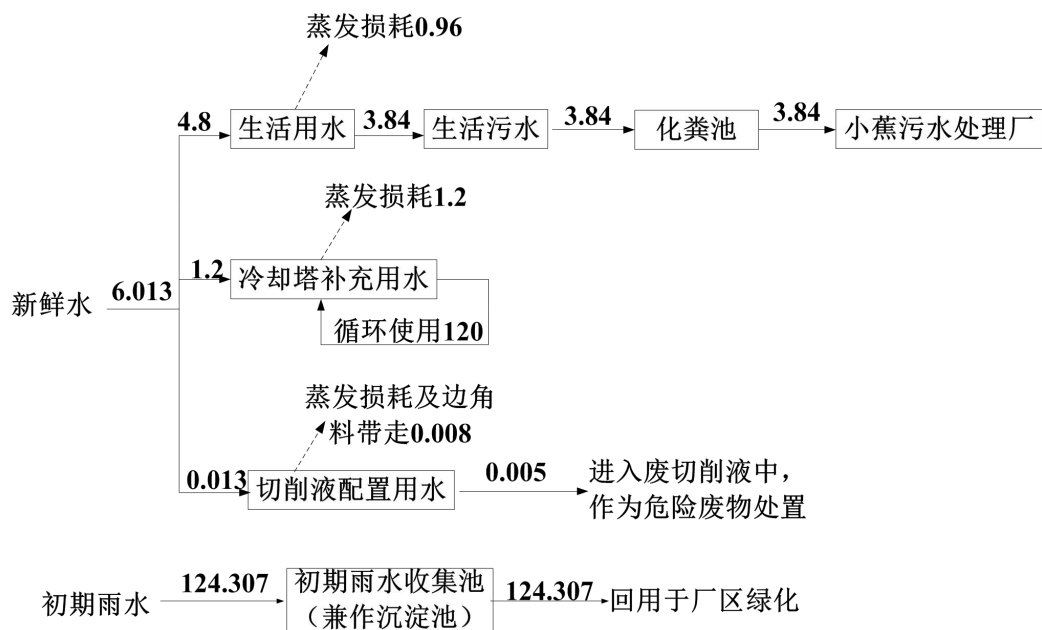 蒸发损耗0.96
4.8
生活用水
3.84
生活污水
3.84
化粪池
3.84
小蕉污水处理厂
蒸发损耗1.2
1.2
冷却塔补充用水
循环使用120
新鲜水
6.013
蒸发损耗及边角
料带走0.008
0.013
切削液配置用水
0.005
进入废切削液中，
作为危险废物处置
初期雨水
124.307
初期雨水收集池
（兼作沉淀池）
124.307
回用于厂区绿化